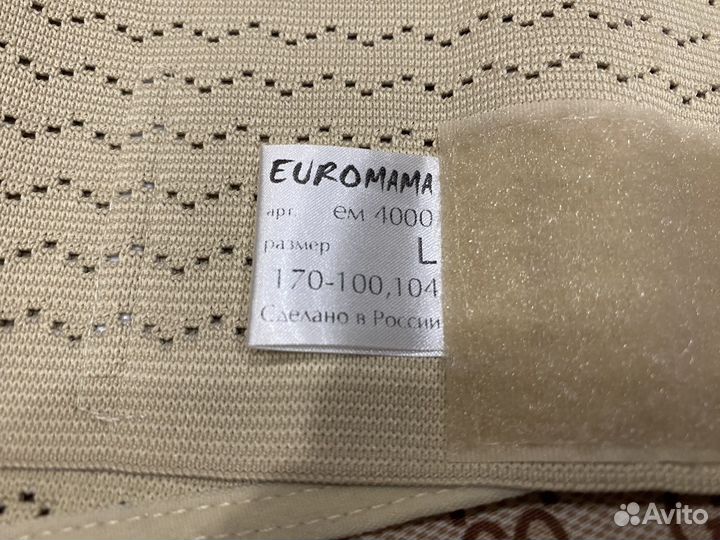 EUROMAMA
арт. ем 4000
размер L
170-100,104
Сделано в России
Avito